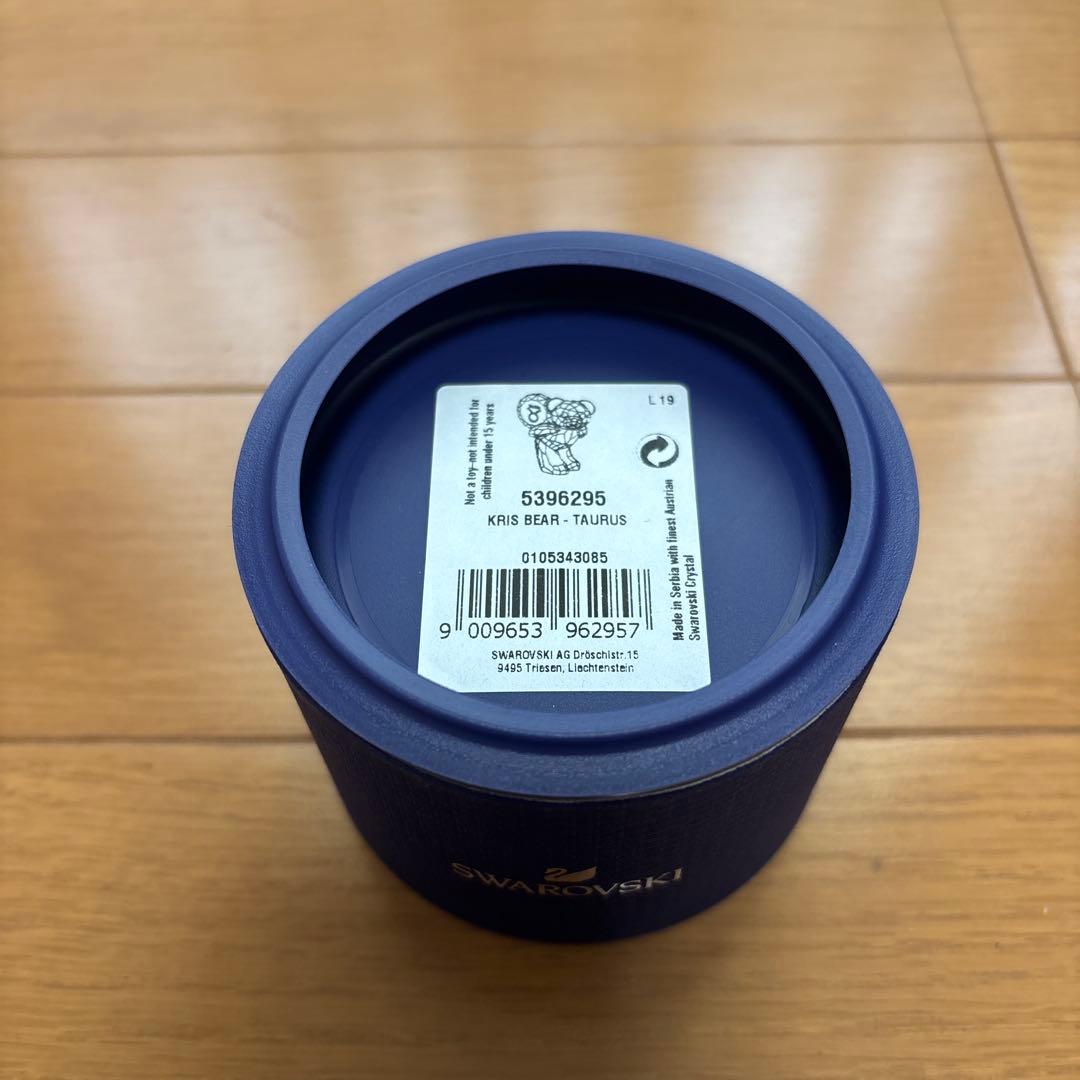 Not a toy-not intended for
children under 15 years
L 19
5396295
KRIS BEAR - TAURUS
0105343085
9 009653 962957
Made in Serbia with finest Austrian
Swarovski Crystal
SWAROVSKI AG Dröschistr.15
9495 Triesen, Liechtenstein
SWAROVSKI